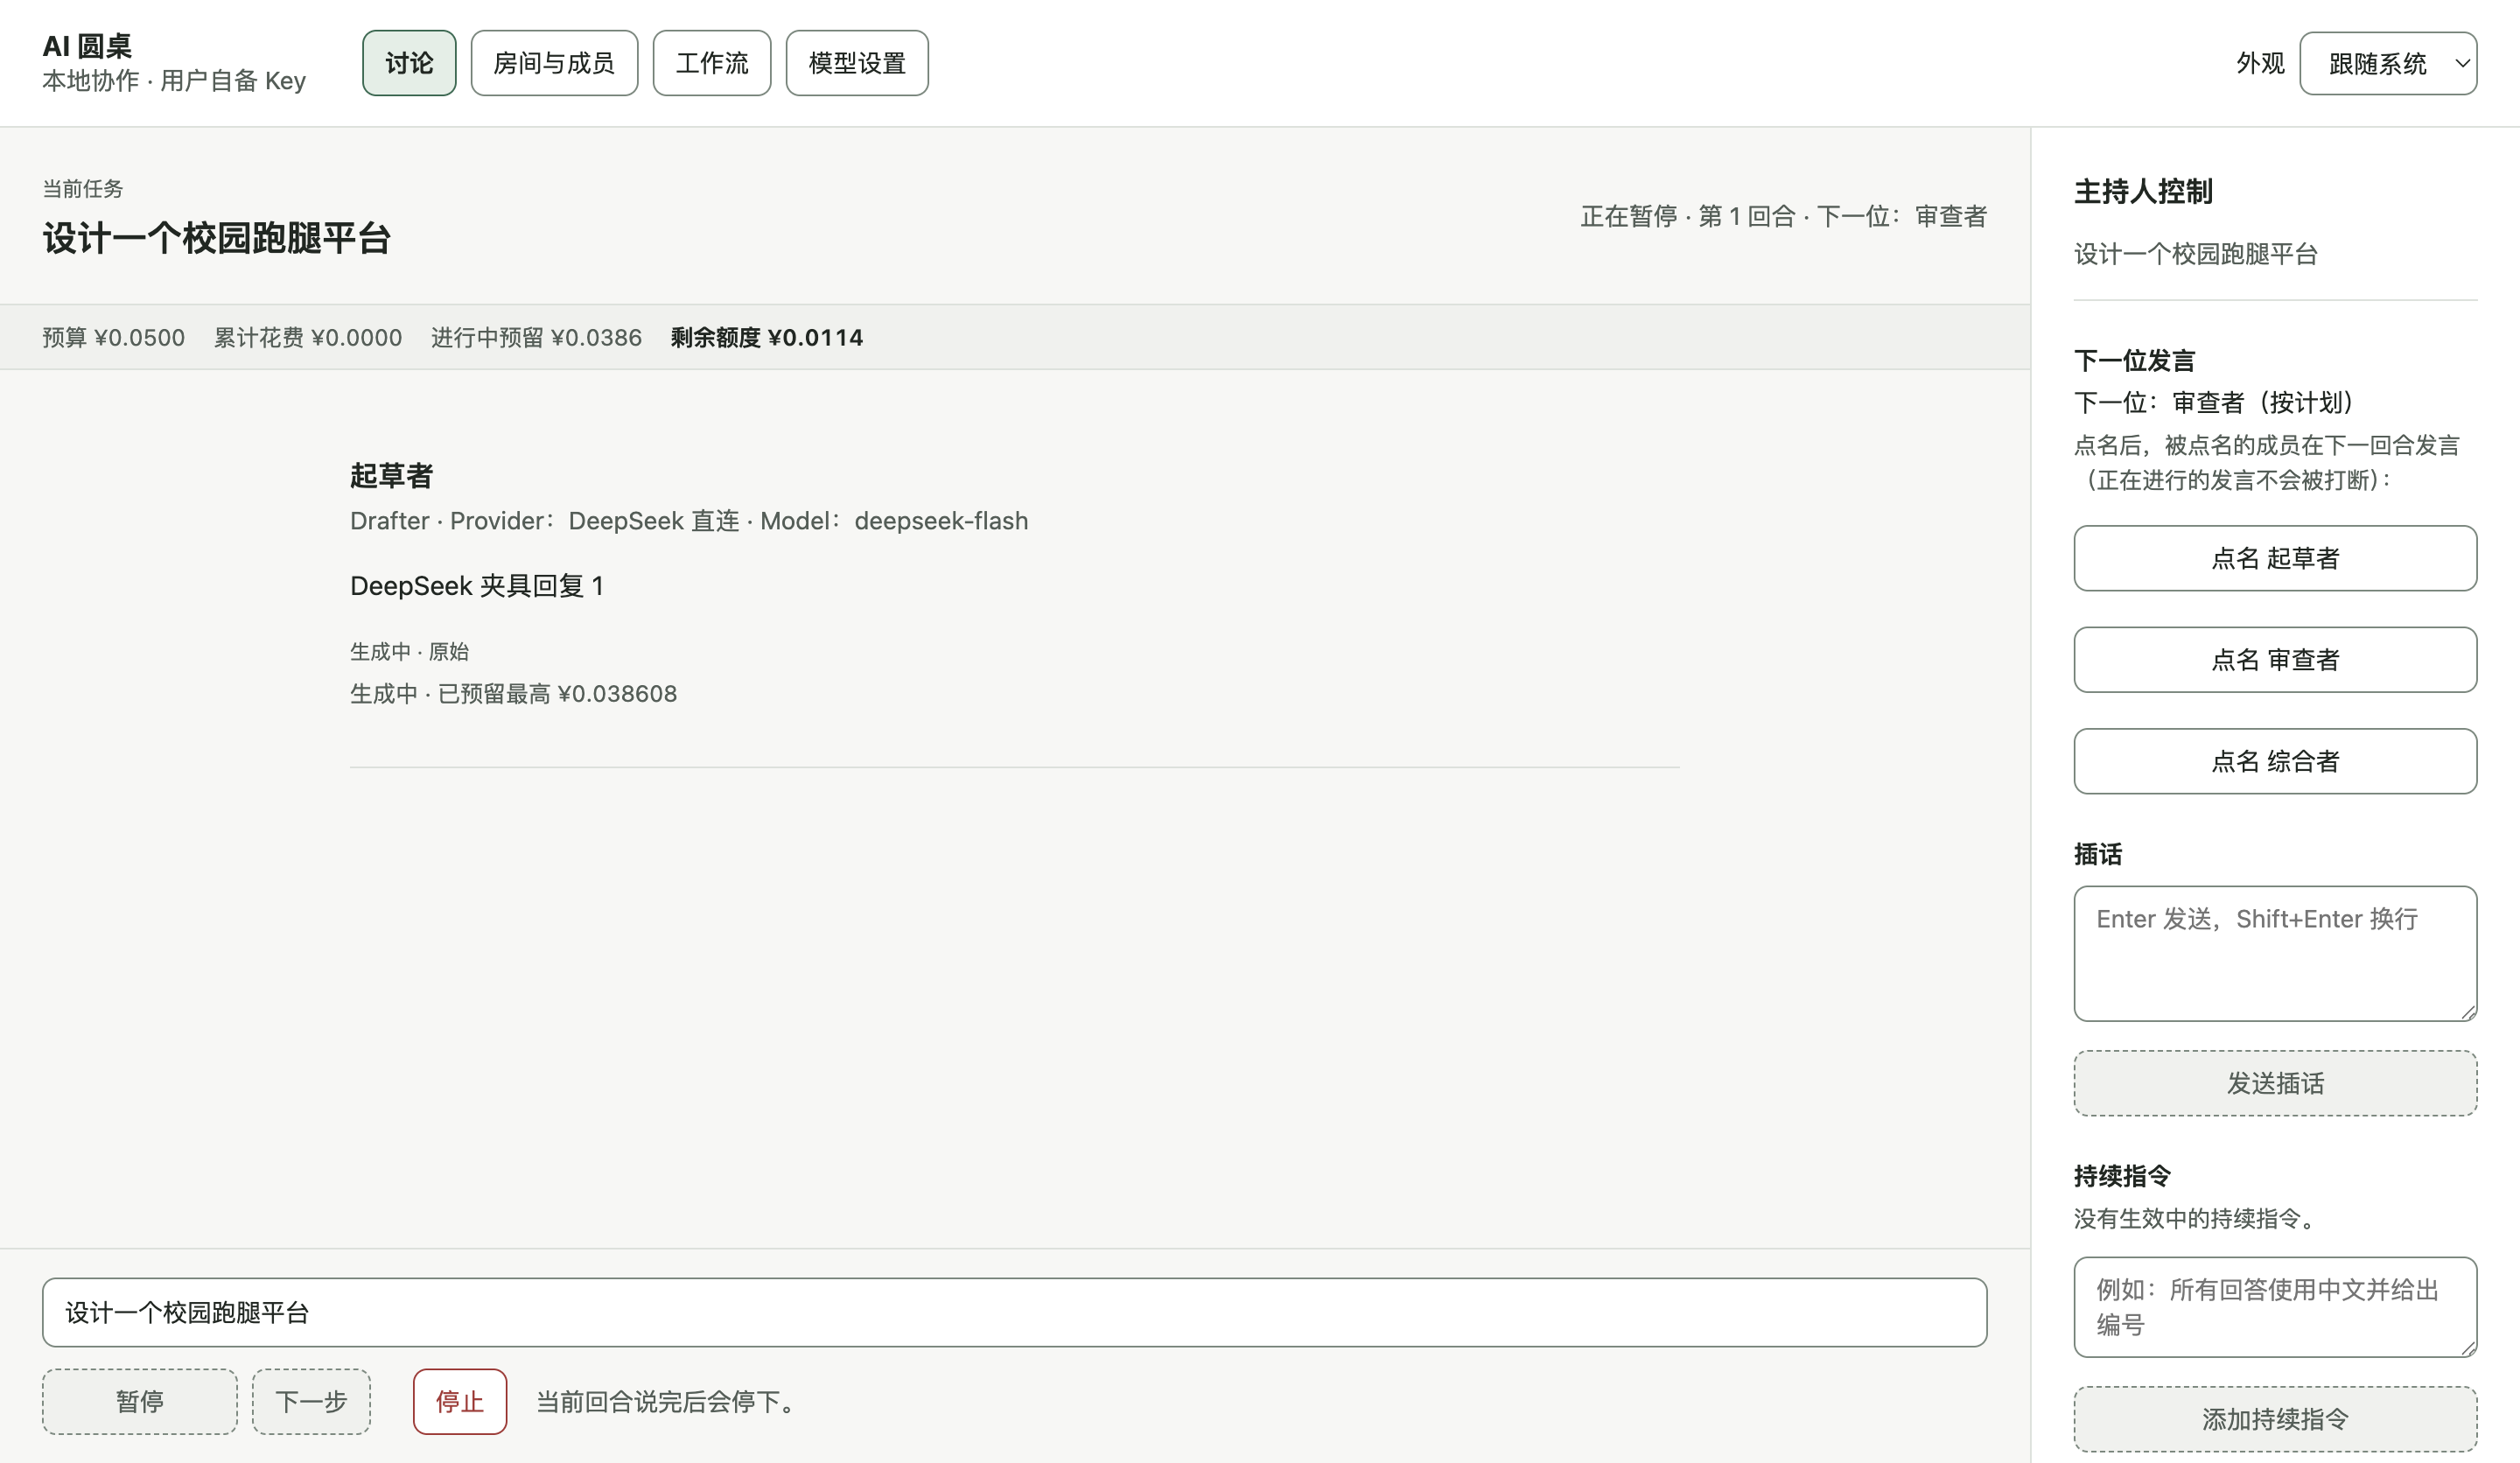 AI 圆桌
本地协作 · 用户自备 Key
讨论
房间与成员
工作流
模型设置
外观
跟随系统
当前任务
设计一个校园跑腿平台
正在暂停 · 第 1 回合 · 下一位：审查者
预算 ¥0.0500
累计花费 ¥0.0000
进行中预留 ¥0.0386
剩余额度 ¥0.0114
起草者
Drafter · Provider：DeepSeek 直连 · Model：deepseek-flash
DeepSeek 夹具回复 1
生成中 · 原始
生成中 · 已预留最高 ¥0.038608
设计一个校园跑腿平台
暂停
下一步
停止
当前回合说完后会停下。
主持人控制
设计一个校园跑腿平台
下一位发言
下一位：审查者（按计划）
点名后，被点名的成员在下一回合发言
（正在进行的发言不会被打断）：
点名 起草者
点名 审查者
点名 综合者
插话
Enter 发送，Shift+Enter 换行
发送插话
持续指令
没有生效中的持续指令。
例如：所有回答使用中文并给出
编号
添加持续指令